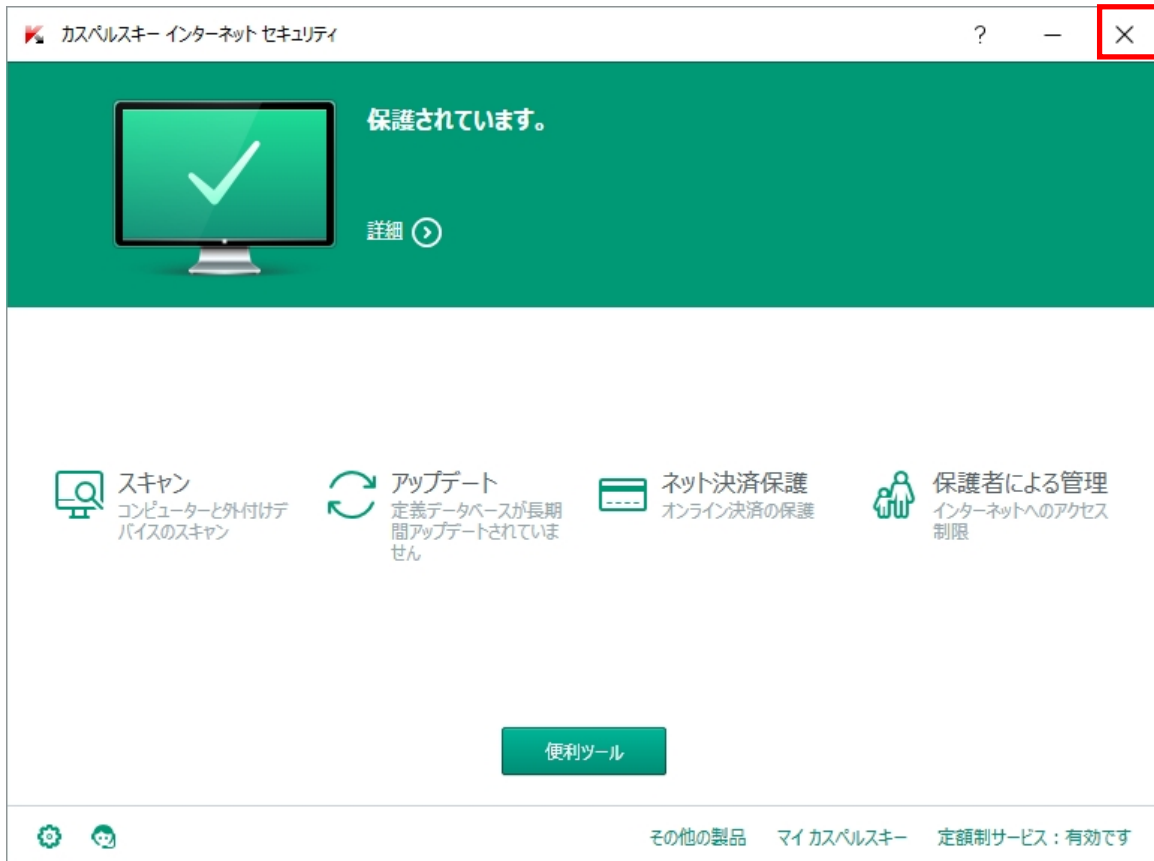 カスペルスキー インターネット セキュリティ
?
保護されています。
詳細
スキャン
コンピューターと外付けデ
バイスのスキャン
アップデート
定義データベースが長期
間アップデートされていま
せん
ネット決済保護
オンライン決済の保護
保護者による管理
インターネットへのアクセス
制限
便利ツール
その他の製品 マイ カスペルスキー 定額制サービス：有効です